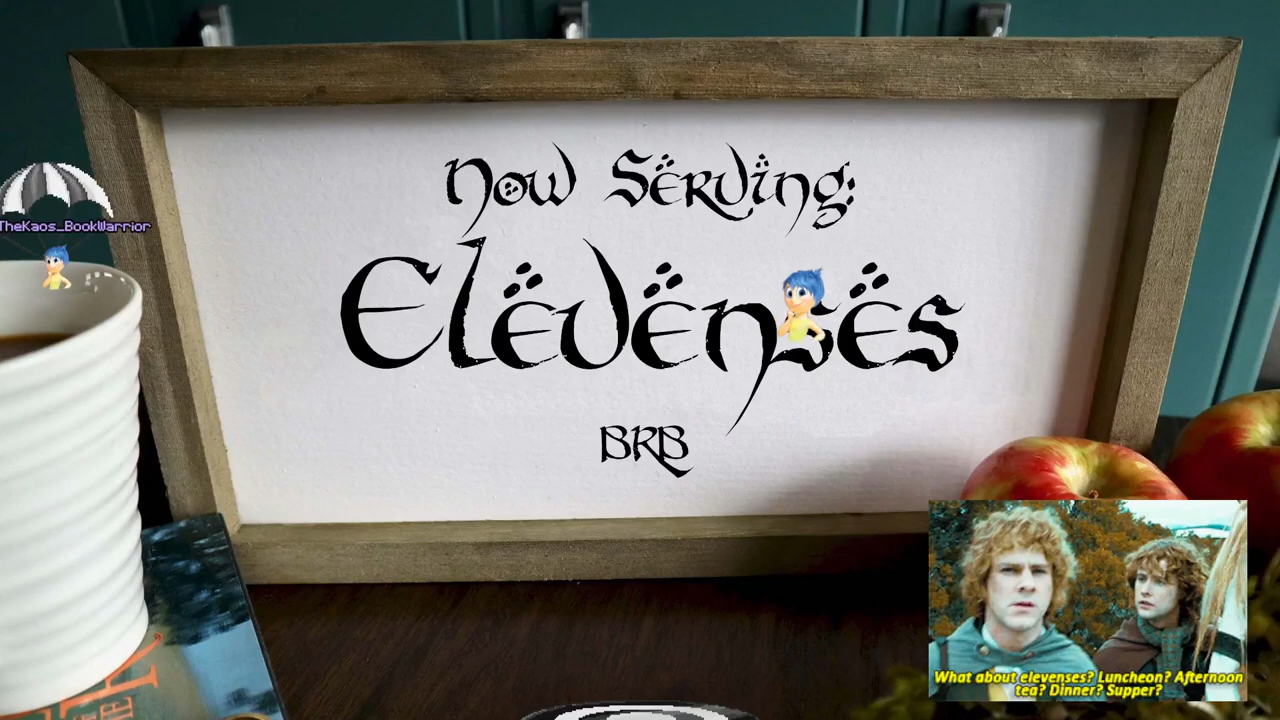 Now Serving:
TheKaos_BookWarrior
Elevenses
BRB
What about elevenses? Luncheon? Afternoon
tea? Dinner? Supper?